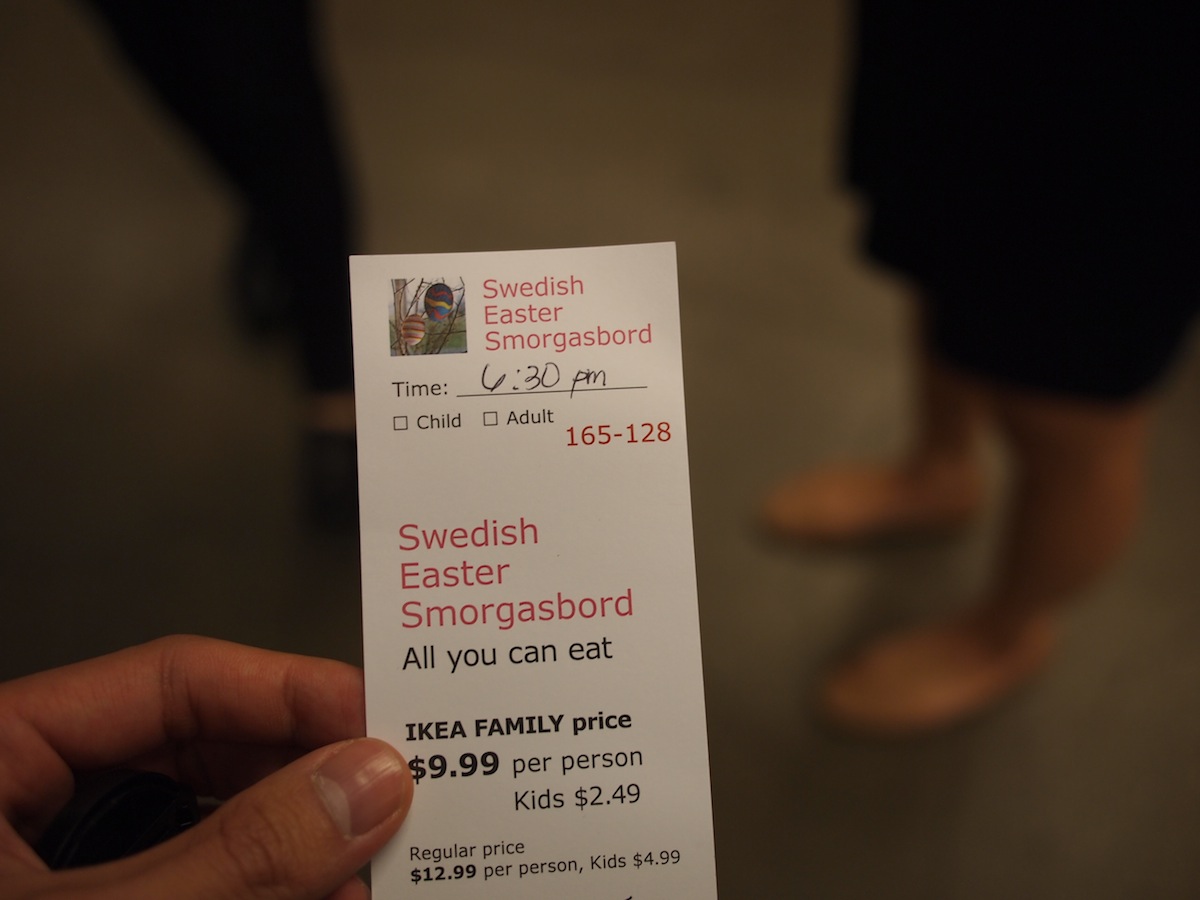 Swedish
Easter
Smorgasbord
Time: 6:30 pm
☐ Child ☐ Adult
165-128
Swedish
Easter
Smorgasbord
All you can eat
IKEA FAMILY price
$9.99 per person
Kids $2.49
Regular price
$12.99 per person, Kids $4.99